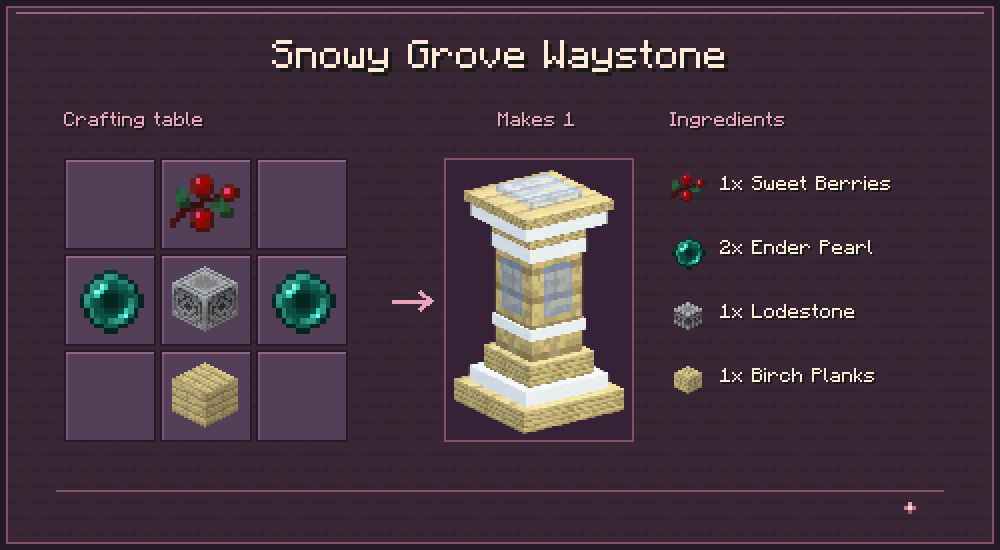 Snowy Grove Waystone
Crafting table
Makes 1
Ingredients
1x Sweet Berries
2x Ender Pearl
1x Lodestone
1x Birch Planks